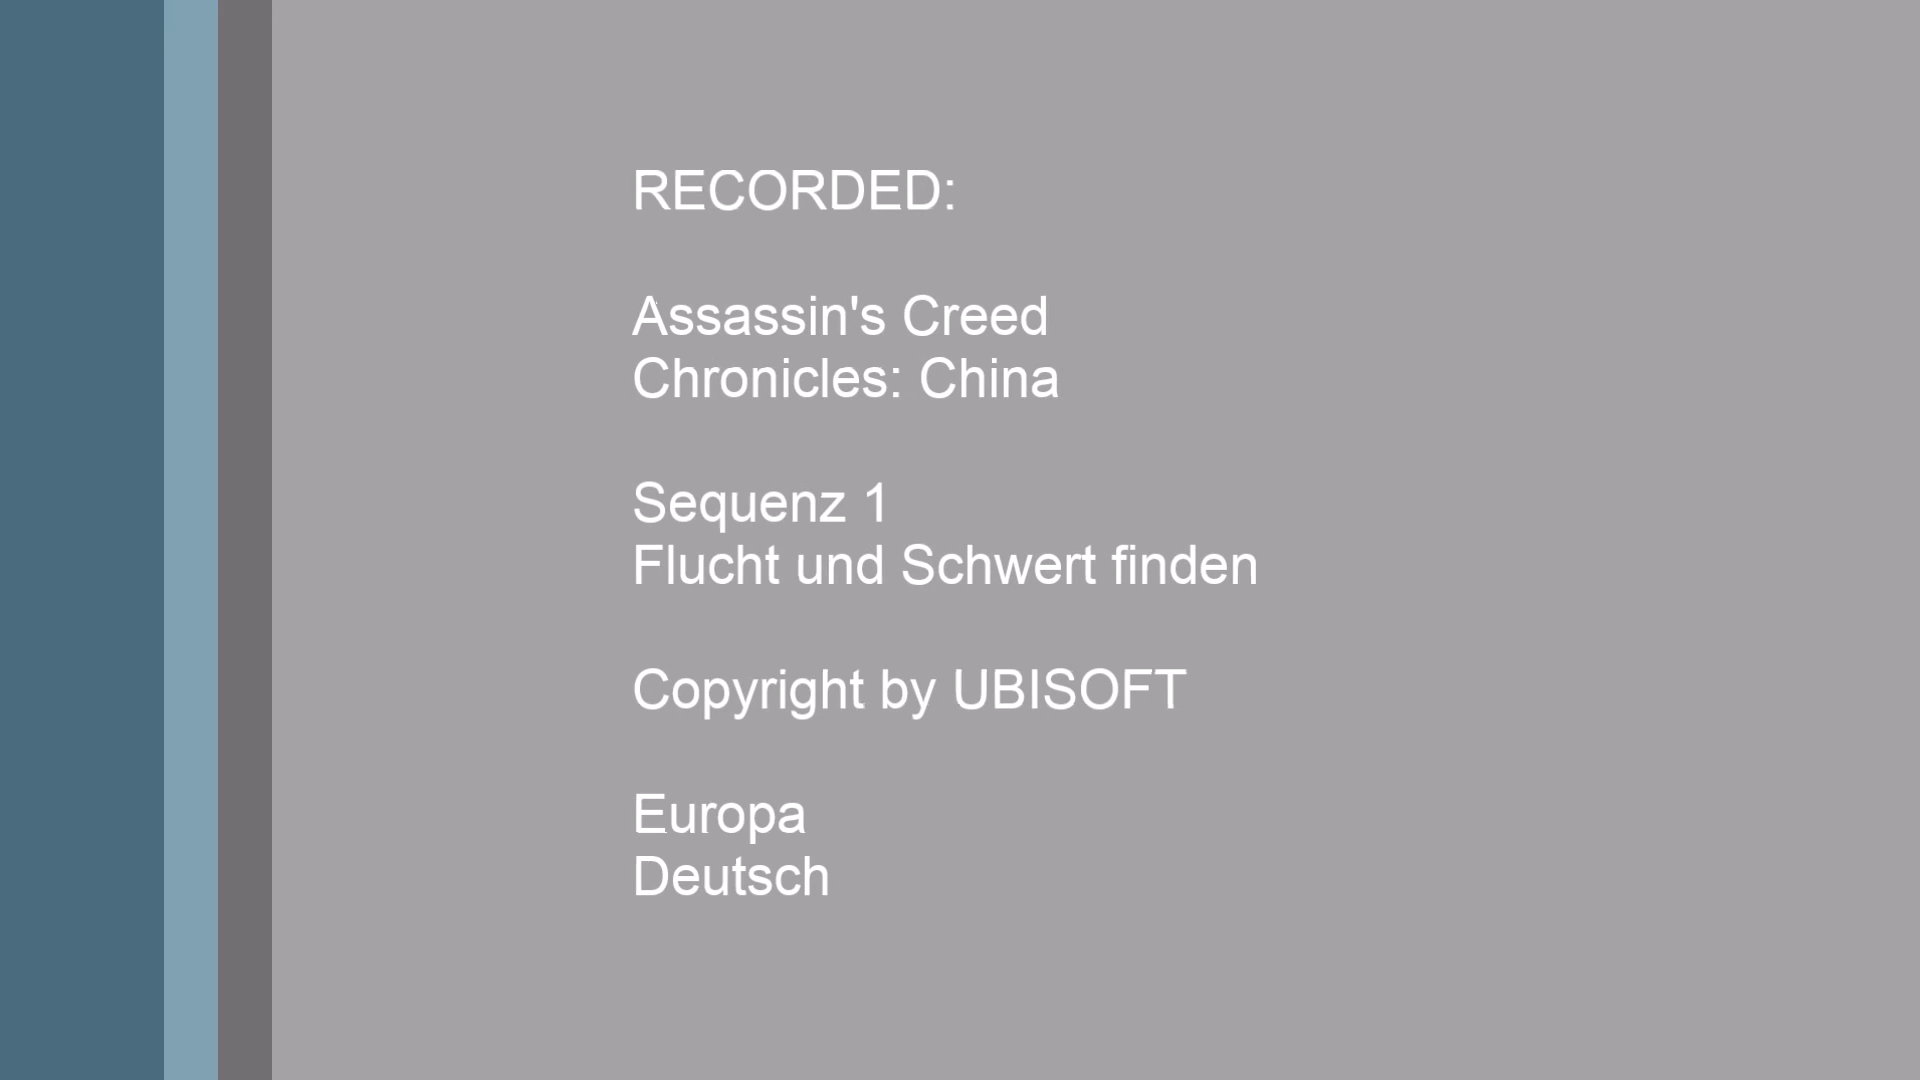 RECORDED:
Assassin's Creed
Chronicles: China
Sequenz 1
Flucht und Schwert finden
Copyright by UBISOFT
Europa
Deutsch